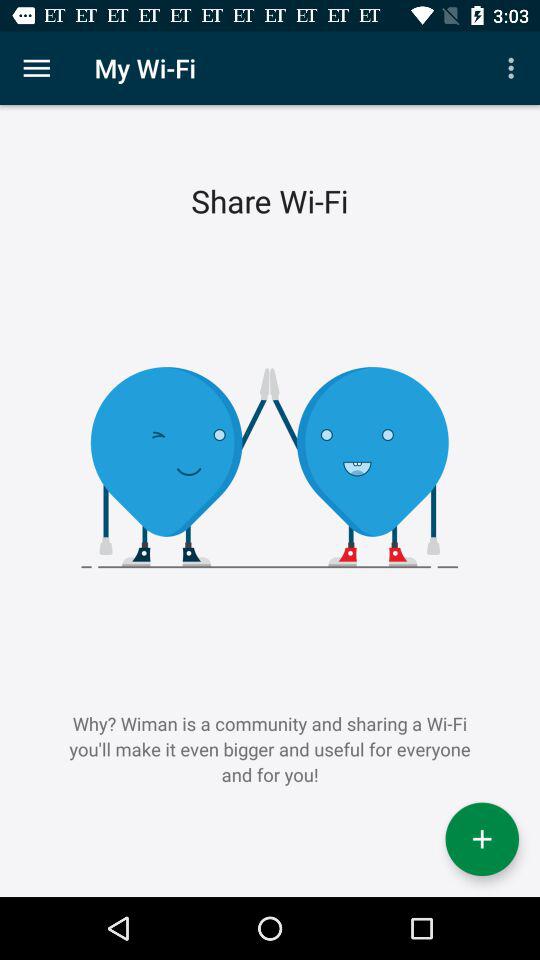 ET ET ET ET ET ET ET ET ET ET ET 3:03
My Wi-Fi
Share Wi-Fi
Why? Wiman is a community and sharing a Wi-Fi
you'll make it even bigger and useful for everyone
and for you!